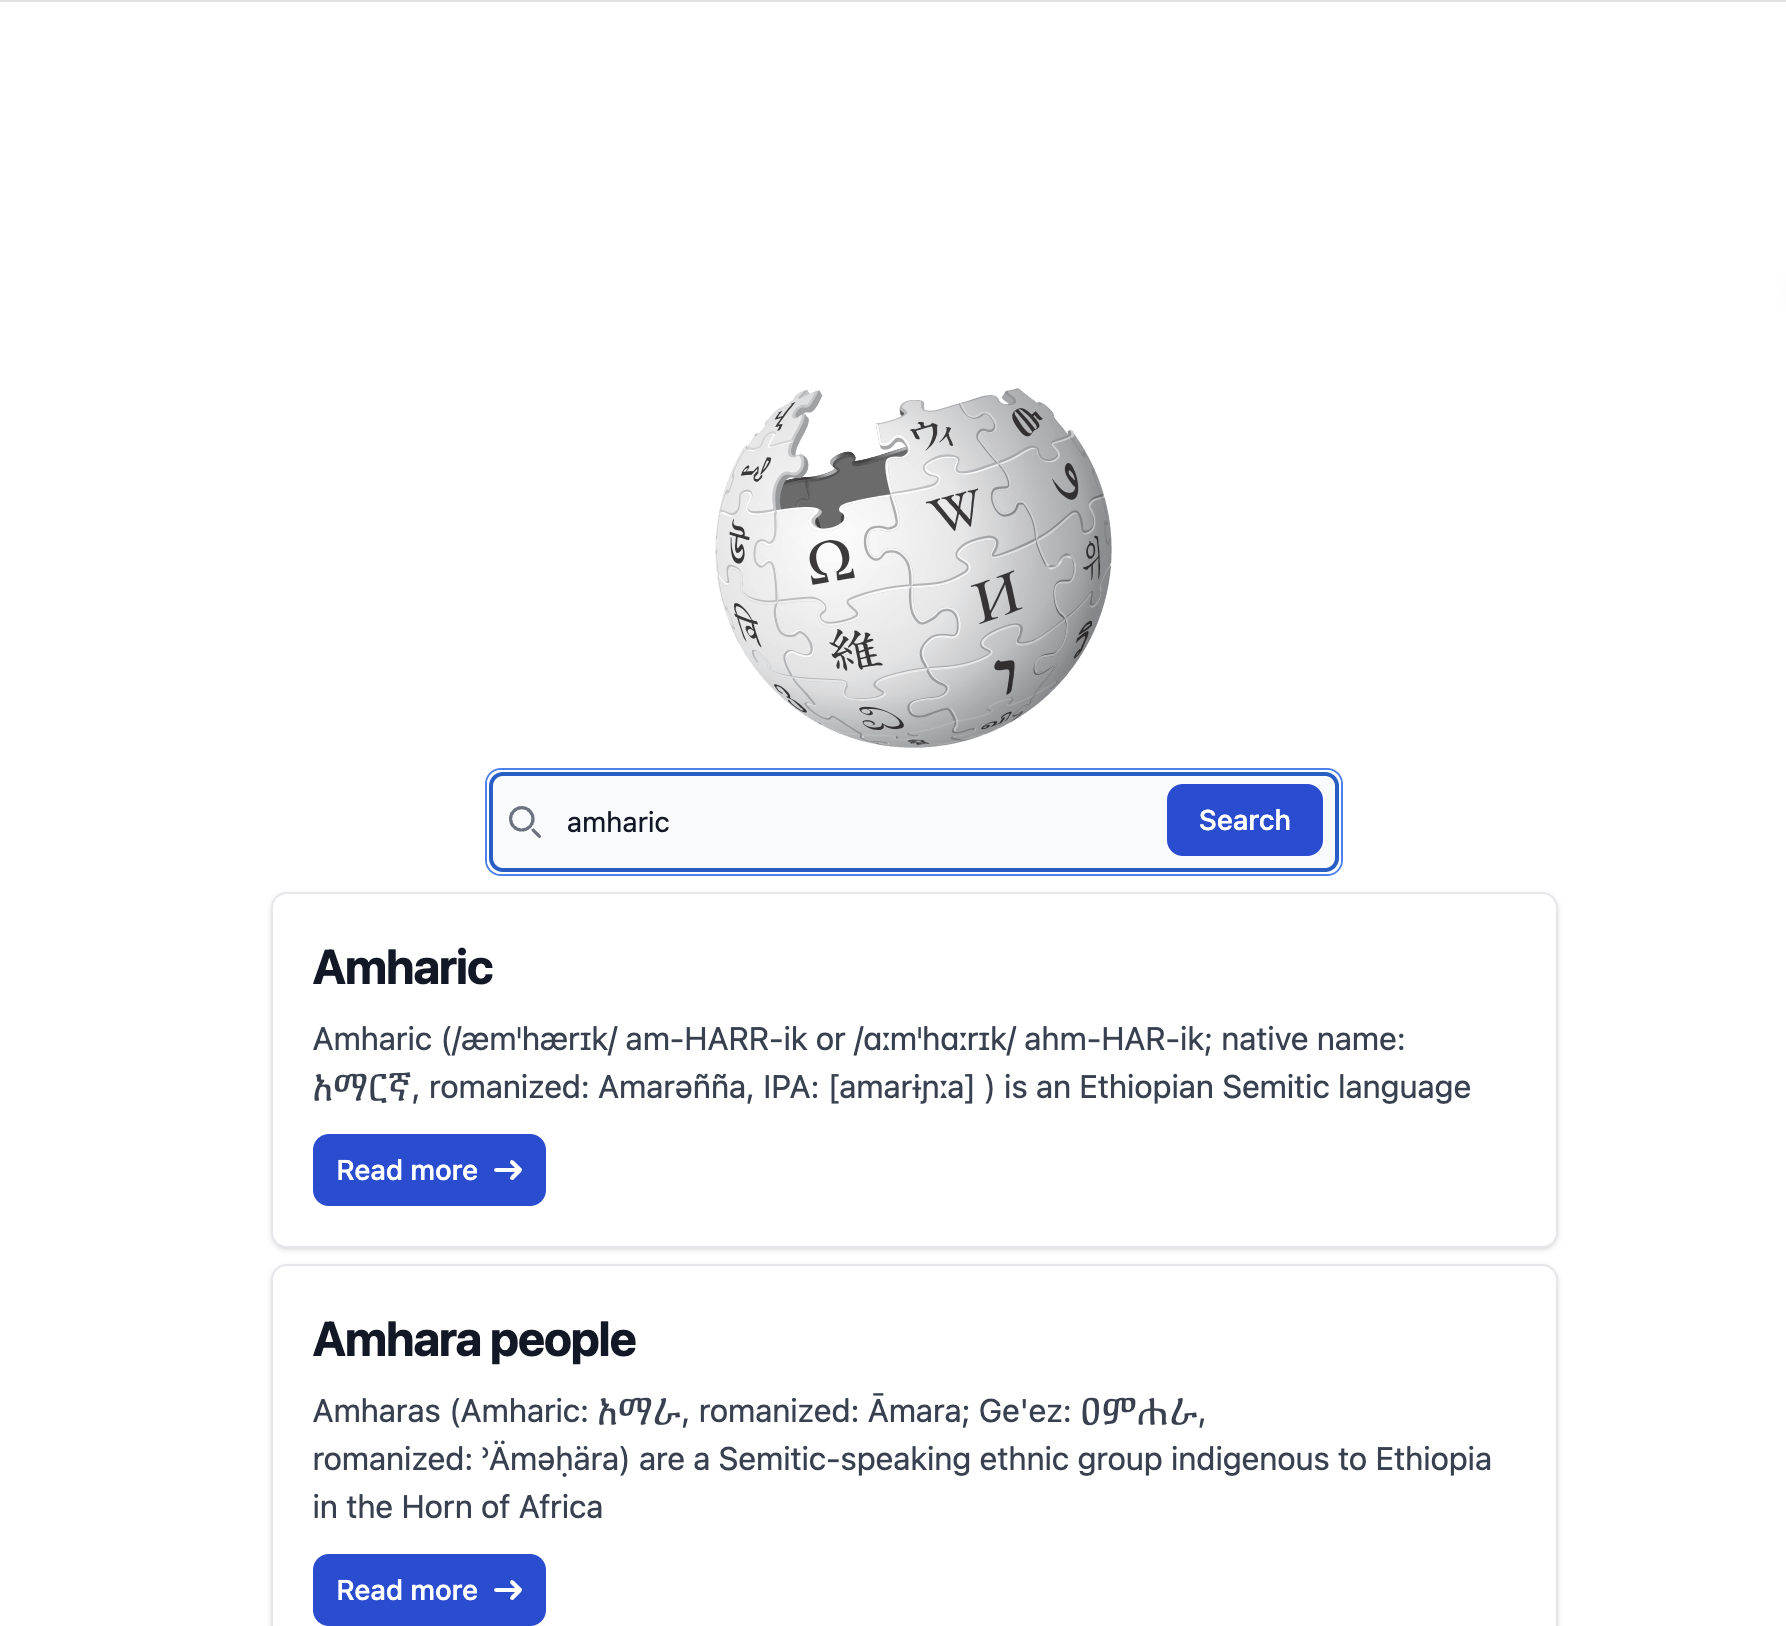 ウィ
W
Ω
И
維
ו
위
amharic
Search
Amharic
Amharic (/æmˈhærɪk/ am-HARR-ik or /ɑːmˈhɑːrɪk/ ahm-HAR-ik; native name:
አማርኛ, romanized: Amarəñña, IPA: [amarɨɲːa] ) is an Ethiopian Semitic language
Read more →
Amhara people
Amharas (Amharic: አማራ, romanized: Āmara; Ge'ez: ዐምሐራ,
romanized: ʾÄməḥära) are a Semitic-speaking ethnic group indigenous to Ethiopia
in the Horn of Africa
Read more →